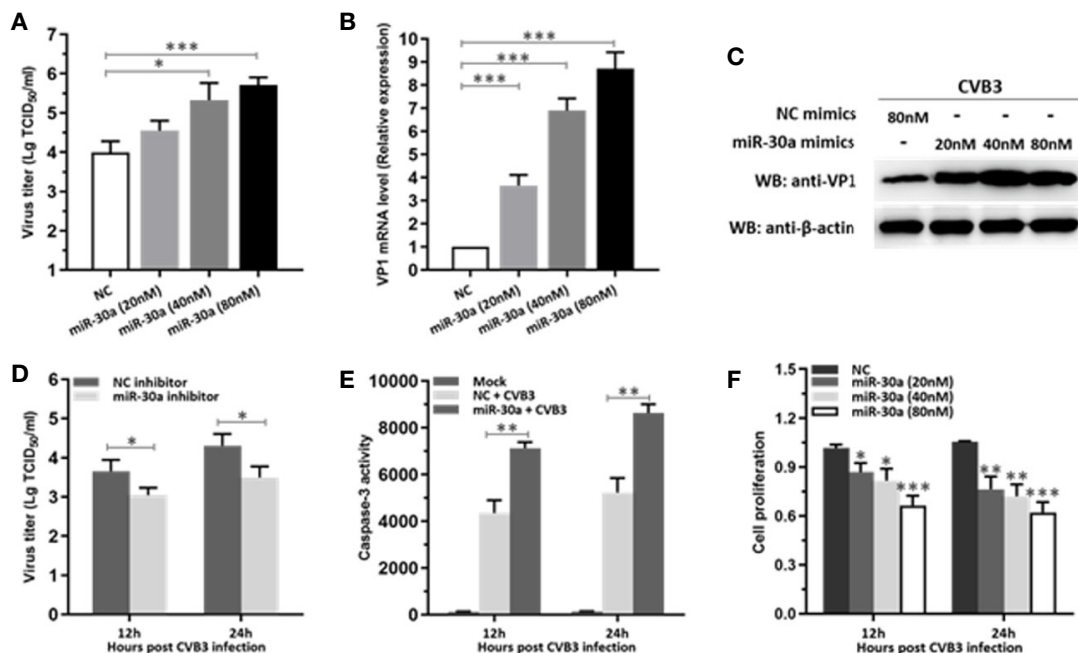 A
Virus titer (Lg TCID50/ml)
7
6
5
4
3
2
1
***
*
NC
miR-30a (20nM)
miR-30a (40nM)
miR-30a (80nM)
B
VP1 mRNA level (Relative expression)
10
9
8
7
6
5
4
3
2
1
0
***
***
***
NC
miR-30a (20nM)
miR-30a (40nM)
miR-30a (80nM)
C
CVB3
NC mimics 80nM - - -
miR-30a mimics - 20nM 40nM 80nM
WB: anti-VP1
WB: anti-β-actin
D
NC inhibitor
miR-30a inhibitor
Virus titer (Lg TCID50/ml)
6
5
4
3
2
1
0
*
*
12h 24h
Hours post CVB3 infection
E
Mock
NC + CVB3
miR-30a + CVB3
Caspase-3 activity
10000
8000
6000
4000
2000
0
**
**
12h 24h
Hours post CVB3 infection
F
NC
miR-30a (20nM)
miR-30a (40nM)
miR-30a (80nM)
Cell proliferation
1.5
1.2
0.9
0.6
0.3
0.0
* * ***
** ** ***
12h 24h
Hours post CVB3 infection